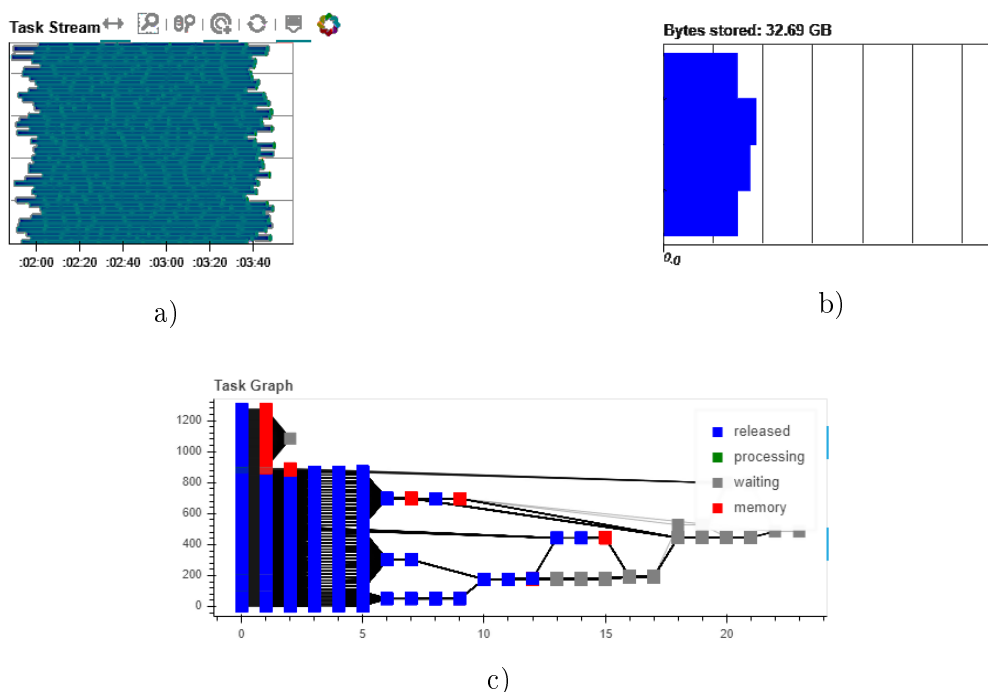 Task Stream
:02:00 :02:20 :02:40 :03:00 :03:20 :03:40
a)
Bytes stored: 32.69 GB
0.0
b)
Task Graph
1200
1000
800
600
400
200
0
0 5 10 15 20
released
processing
waiting
memory
c)